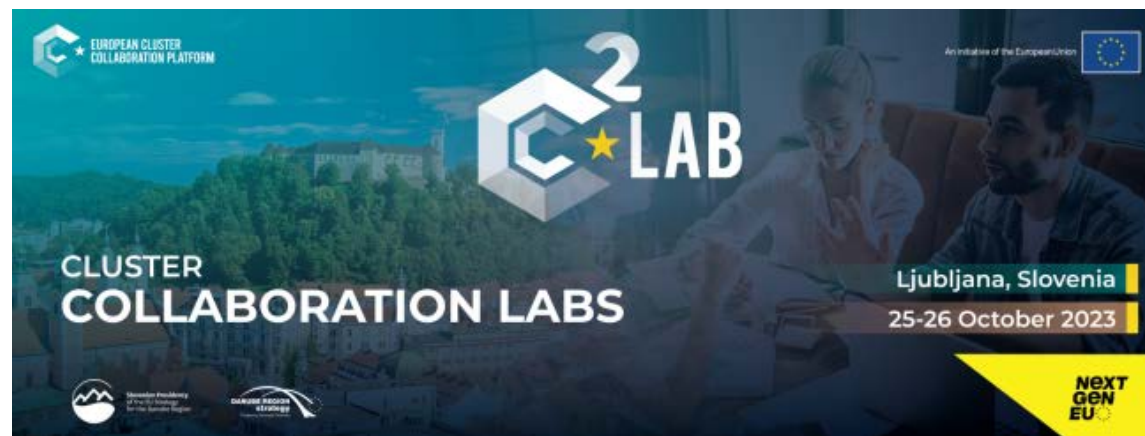 EUROPEAN CLUSTER
COLLABORATION PLATFORM
An initiative of the European Union
C
2
LAB
CLUSTER
COLLABORATION LABS
Ljubljana, Slovenia
25-26 October 2023
Slovenian Presidency
of the EU Strategy
for the Danube Region
DANUBE REGION
strategy
NEXT
GEN
EU